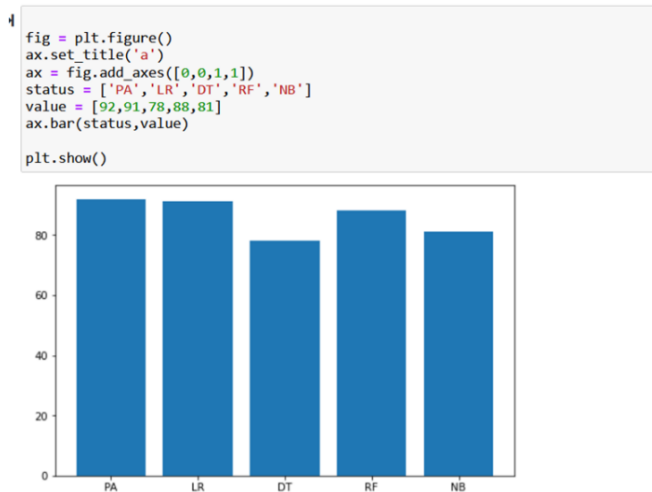 fig = plt.figure()
ax.set_title('a')
ax = fig.add_axes([0,0,1,1])
status = ['PA','LR','DT','RF','NB']
value = [92,91,78,88,81]
ax.bar(status,value)
plt.show()
80
60
40
20
0
PA LR DT RF NB